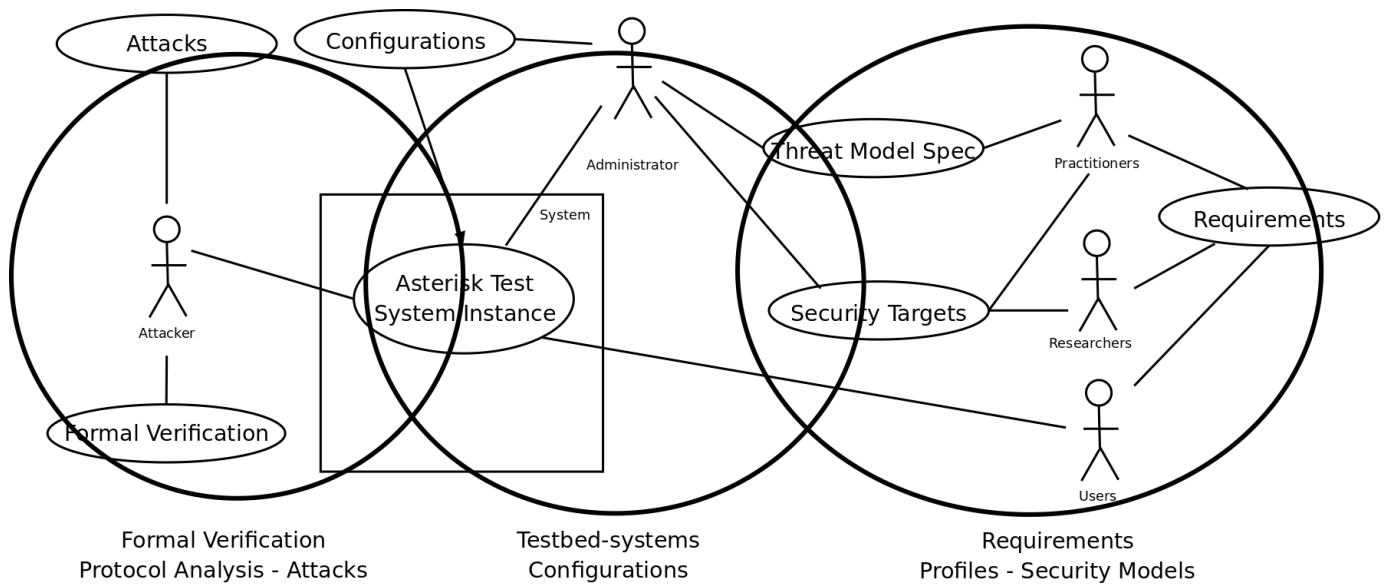 Attacks
Configurations
Administrator
Threat Model Spec
Practitioners
System
Requirements
Asterisk Test
System Instance
Attacker
Security Targets
Researchers
Formal Verification
Users
Formal Verification
Protocol Analysis - Attacks
Testbed-systems
Configurations
Requirements
Profiles - Security Models